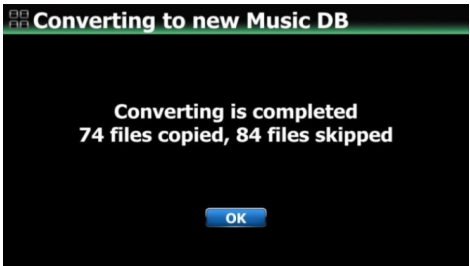 Converting to new Music DB
Converting is completed
74 files copied, 84 files skipped
OK